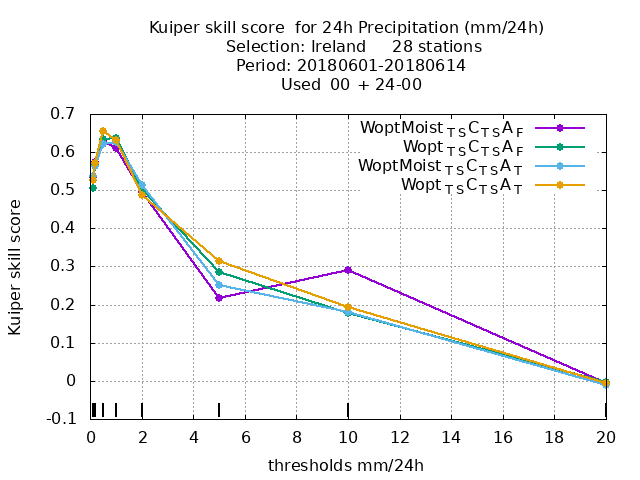 Kuiper skill score  for 24h Precipitation (mm/24h)
Selection: Ireland     28 stations
Period: 20180601-20180614
Used  00 + 24-00
WoptMoist TS C TS A F
Wopt TS C TS A F
WoptMoist TS C TS A T
Wopt TS C TS A T
0.7
0.6
0.5
0.4
0.3
0.2
0.1
0
-0.1
Kuiper skill score
0 2 4 6 8 10 12 14 16 18 20
thresholds mm/24h